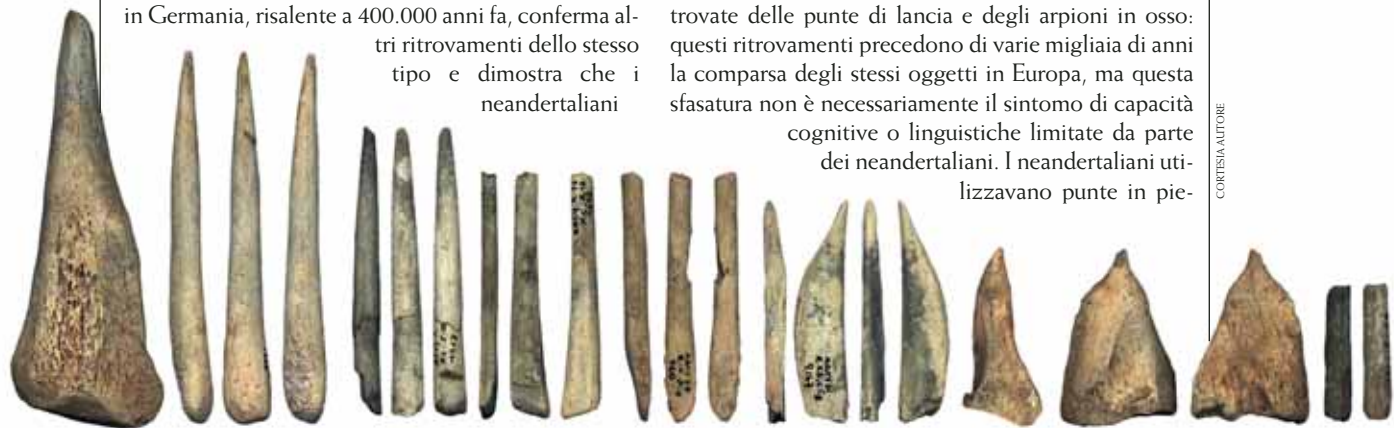 in Germania, risalente a 400.000 anni fa, conferma al-
tri ritrovamenti dello stesso
tipo e dimostra che i
neandertaliani
trovate delle punte di lancia e degli arpioni in osso:
questi ritrovamenti precedono di varie migliaia di anni
la comparsa degli stessi oggetti in Europa, ma questa
sfasatura non è necessariamente il sintomo di capacità
cognitive o linguistiche limitate da parte
dei neandertaliani. I neandertaliani uti-
lizzavano punte in pie-
CORTESIA AUTORE